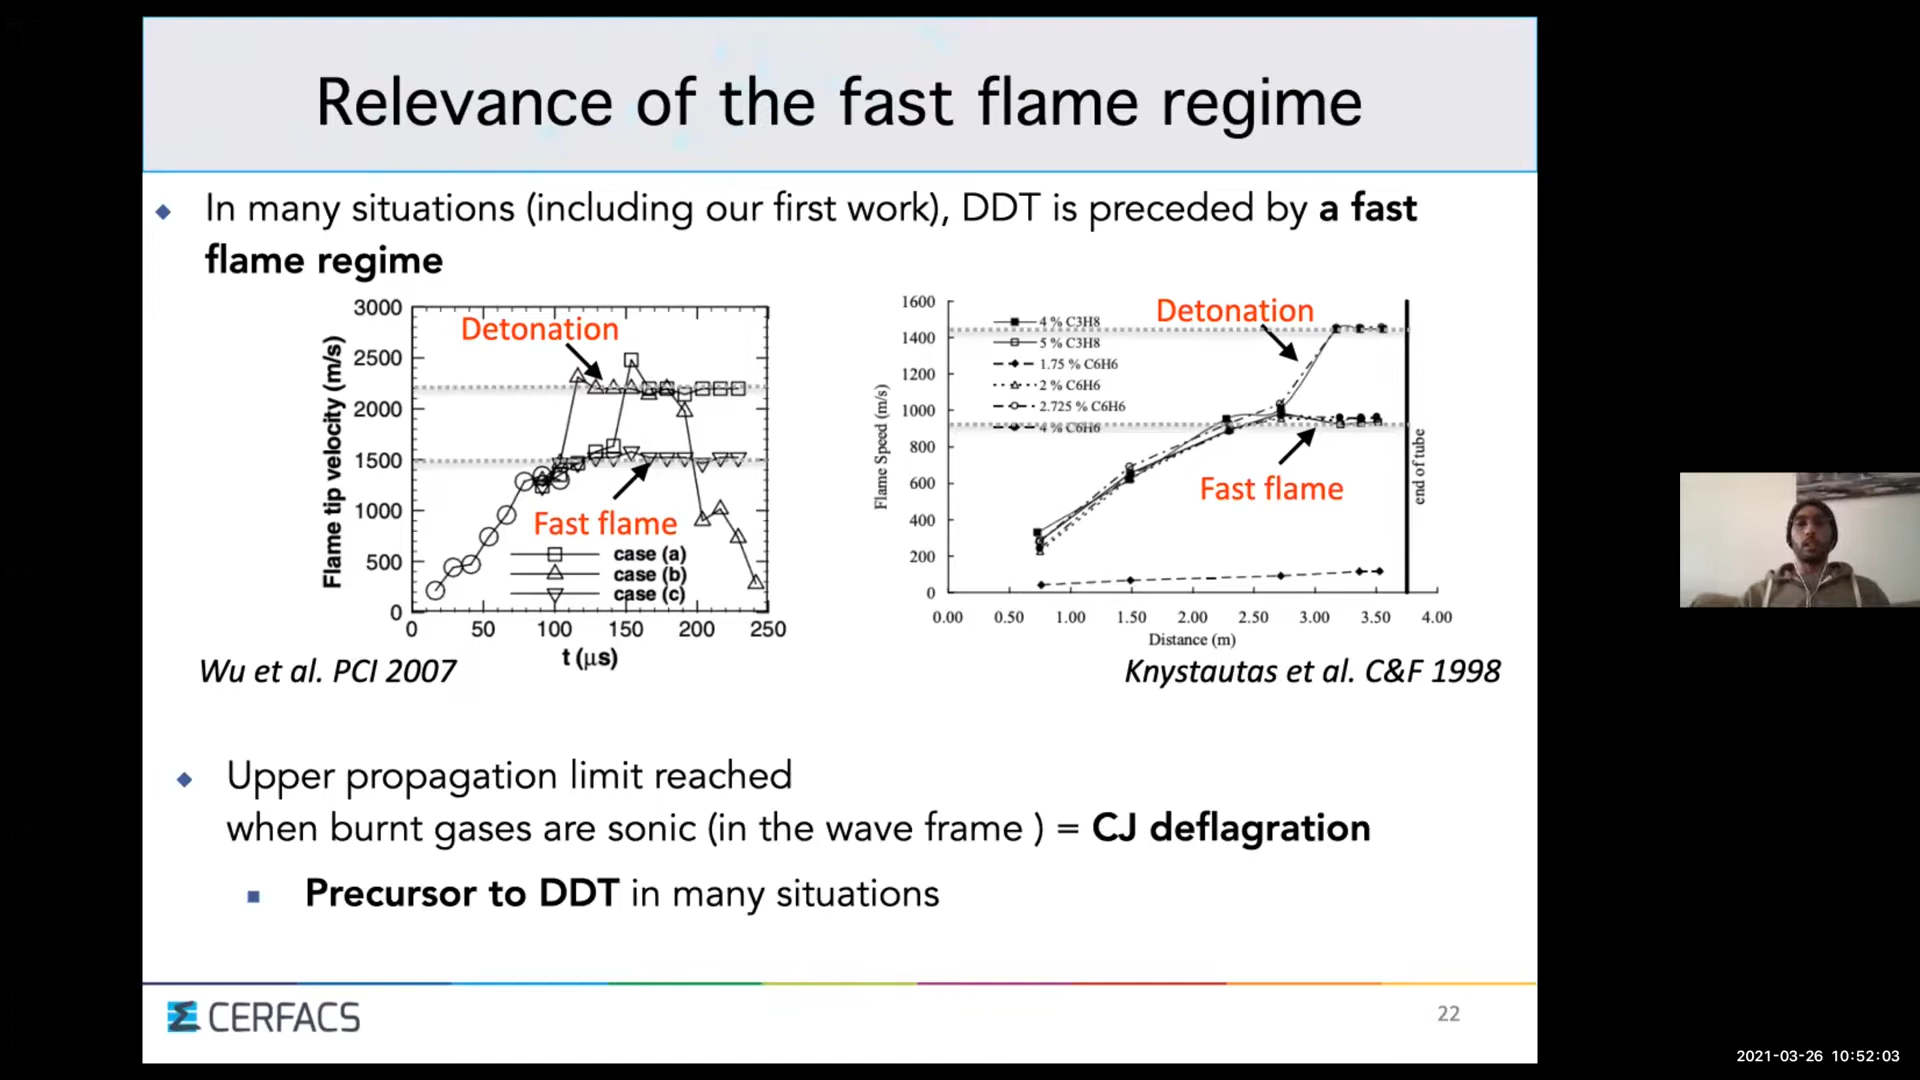 Relevance of the fast flame regime
In many situations (including our first work), DDT is preceded by a fast
flame regime
Flame tip velocity (m/s)
3000
2500
2000
1500
1000
500
0
Detonation
Fast flame
case (a)
case (b)
case (c)
0 50 100 150 200 250
t (μs)
Wu et al. PCI 2007
Flame Speed (m/s)
1600
1400
1200
1000
800
600
400
200
0
4 % C3H8
5 % C3H8
1.75 % C6H6
2 % C6H6
2.725 % C6H6
4 % C6H6
Detonation
Fast flame
end of tube
0.00 0.50 1.00 1.50 2.00 2.50 3.00 3.50 4.00
Distance (m)
Knystautas et al. C&F 1998
Upper propagation limit reached
when burnt gases are sonic (in the wave frame ) = CJ deflagration
Precursor to DDT in many situations
CERFACS
22
2021-03-26 10:52:03